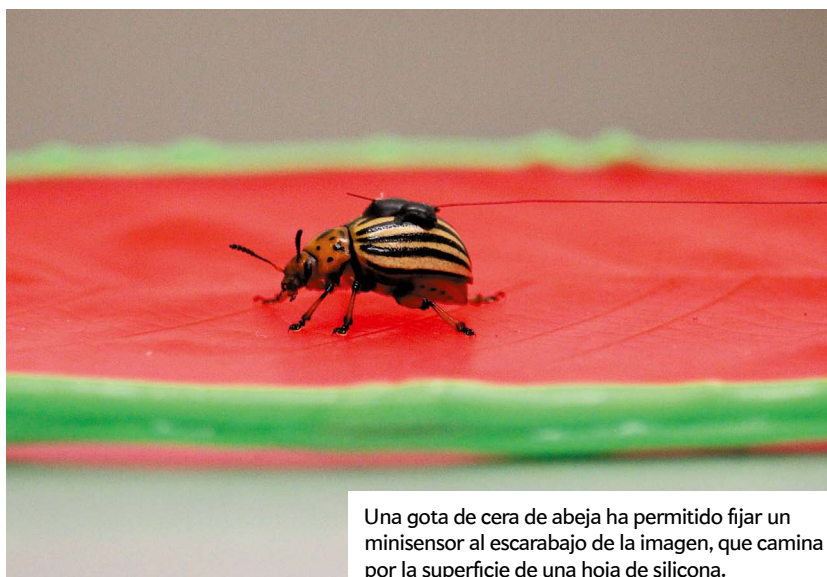 Una gota de cera de abeja ha permitido fijar un
minisensor al escarabajo de la imagen, que camina
por la superficie de una hoja de silicona.